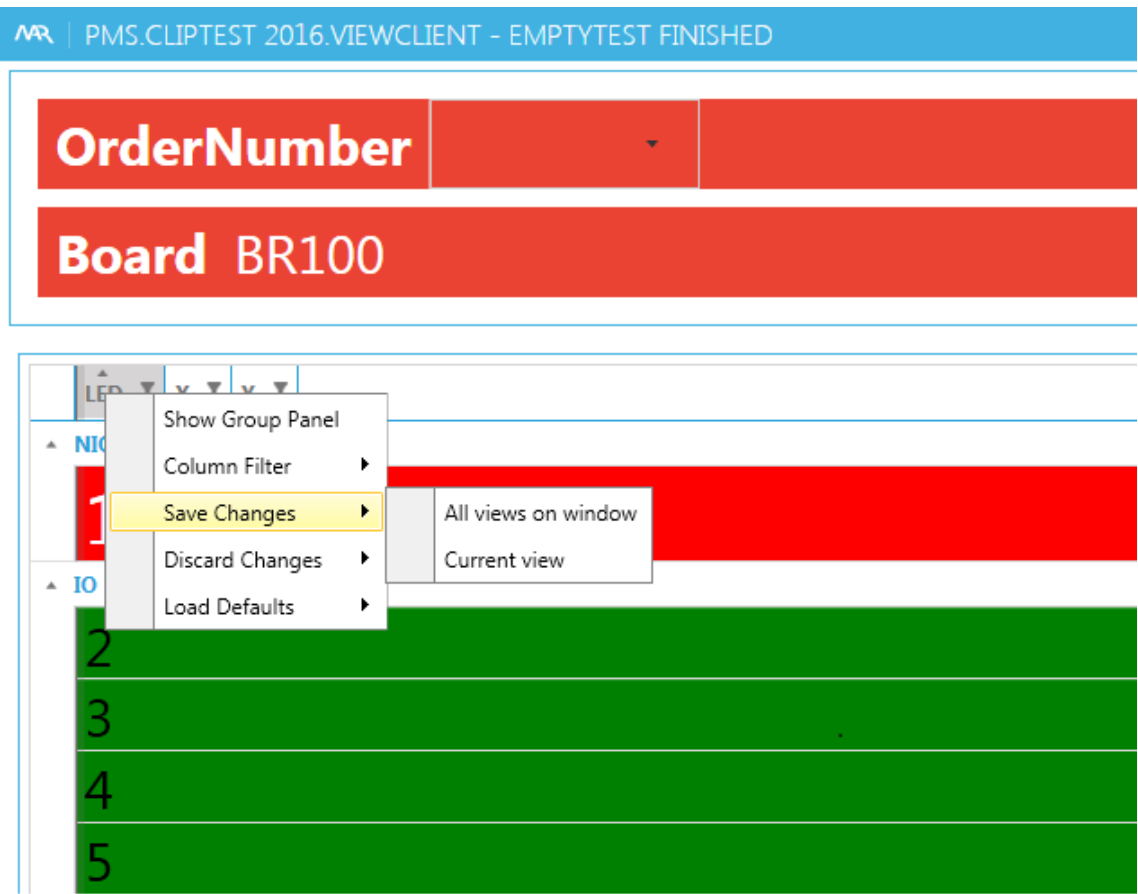 PMS.CLIPTEST 2016.VIEWCLIENT - EMPTYTEST FINISHED
OrderNumber
Board BR100
LED
Show Group Panel
Column Filter
Save Changes
All views on window
Discard Changes
Current view
Load Defaults
IO
1
2
3
4
5